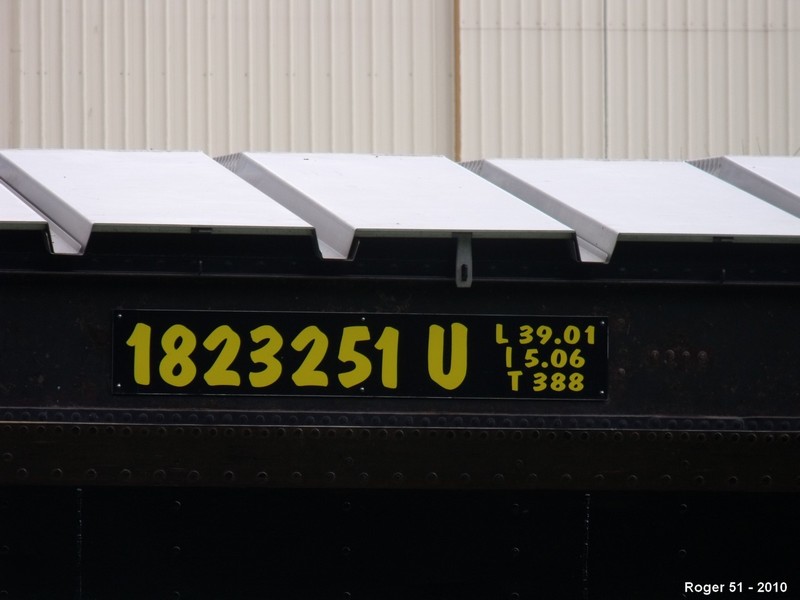 1823251 U
L 39.01
I 5.06
T 388
Roger 51 - 2010